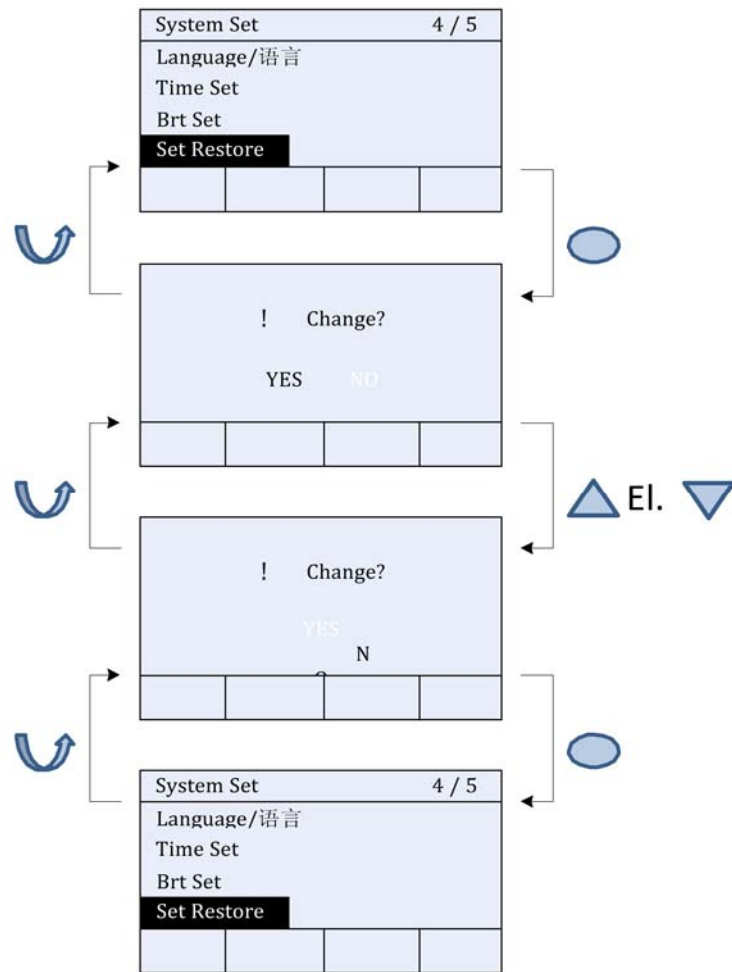 System Set 4 / 5
Language/语言
Time Set
Brt Set
Set Restore
! Change?
YES NO
El.
! Change?
YES
N
System Set 4 / 5
Language/语言
Time Set
Brt Set
Set Restore